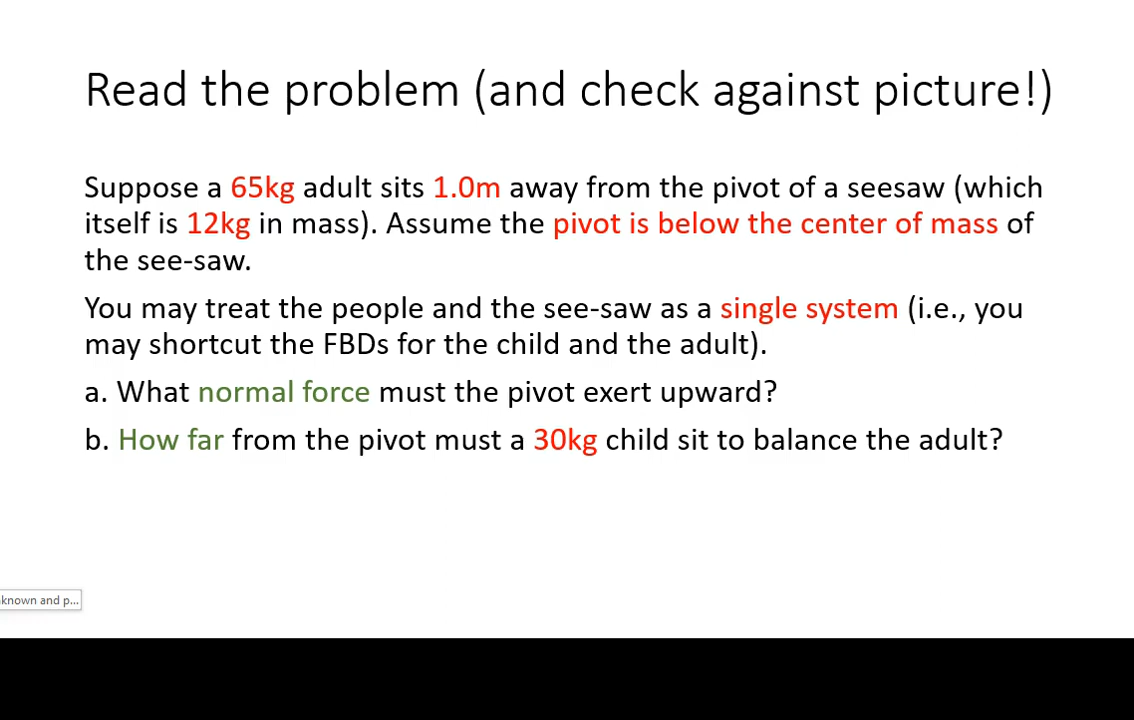 Read the problem (and check against picture!)
Suppose a 65kg adult sits 1.0m away from the pivot of a seesaw (which
itself is 12kg in mass). Assume the pivot is below the center of mass of
the see-saw.
You may treat the people and the see-saw as a single system (i.e., you
may shortcut the FBDs for the child and the adult).
a. What normal force must the pivot exert upward?
b. How far from the pivot must a 30kg child sit to balance the adult?
known and p...